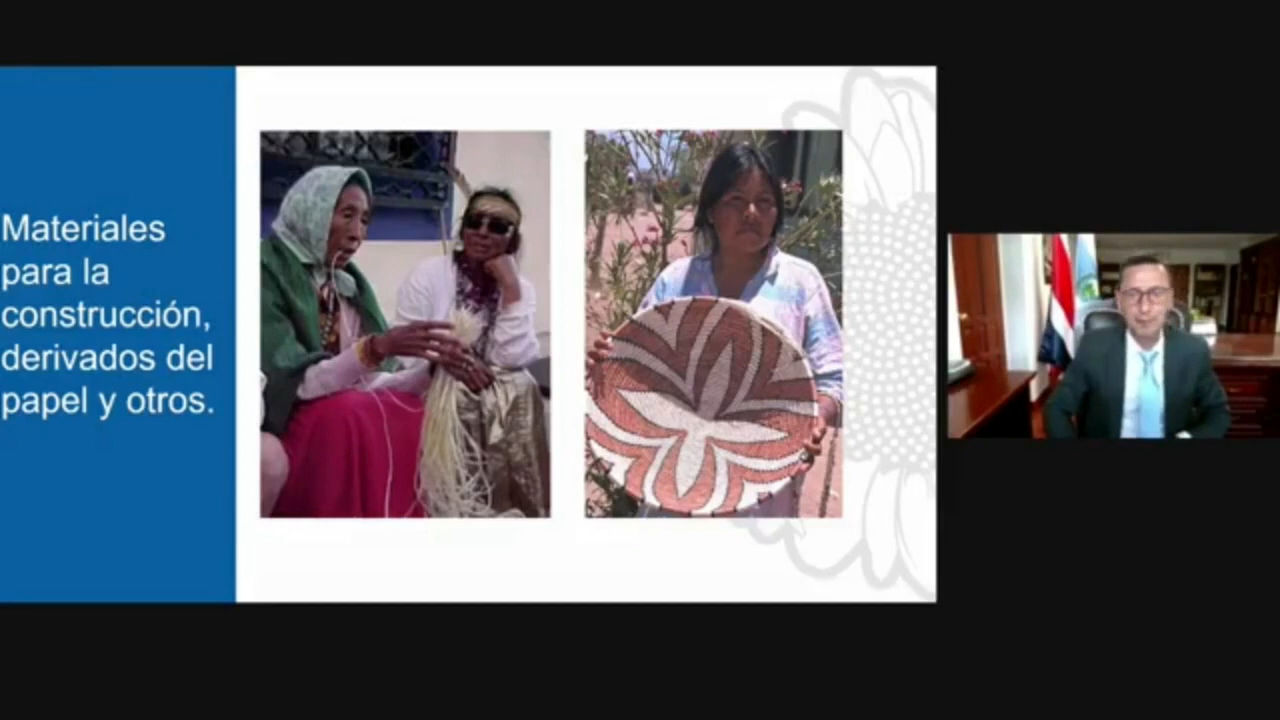 Materiales
para la
construcción,
derivados del
papel y otros.